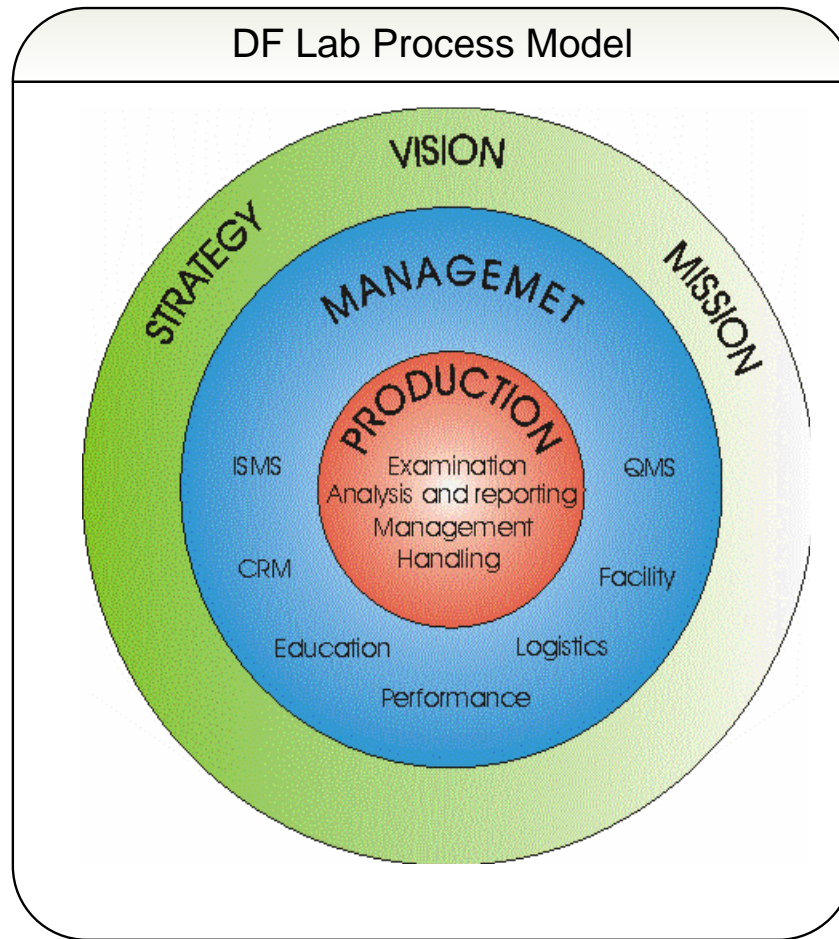 DF Lab Process Model
VISION
STRATEGY
MISSION
MANAGEMET
PRODUCTION
Examination
Analysis and reporting
Management
Handling
ISMS
QMS
CRM
Facility
Education
Logistics
Performance